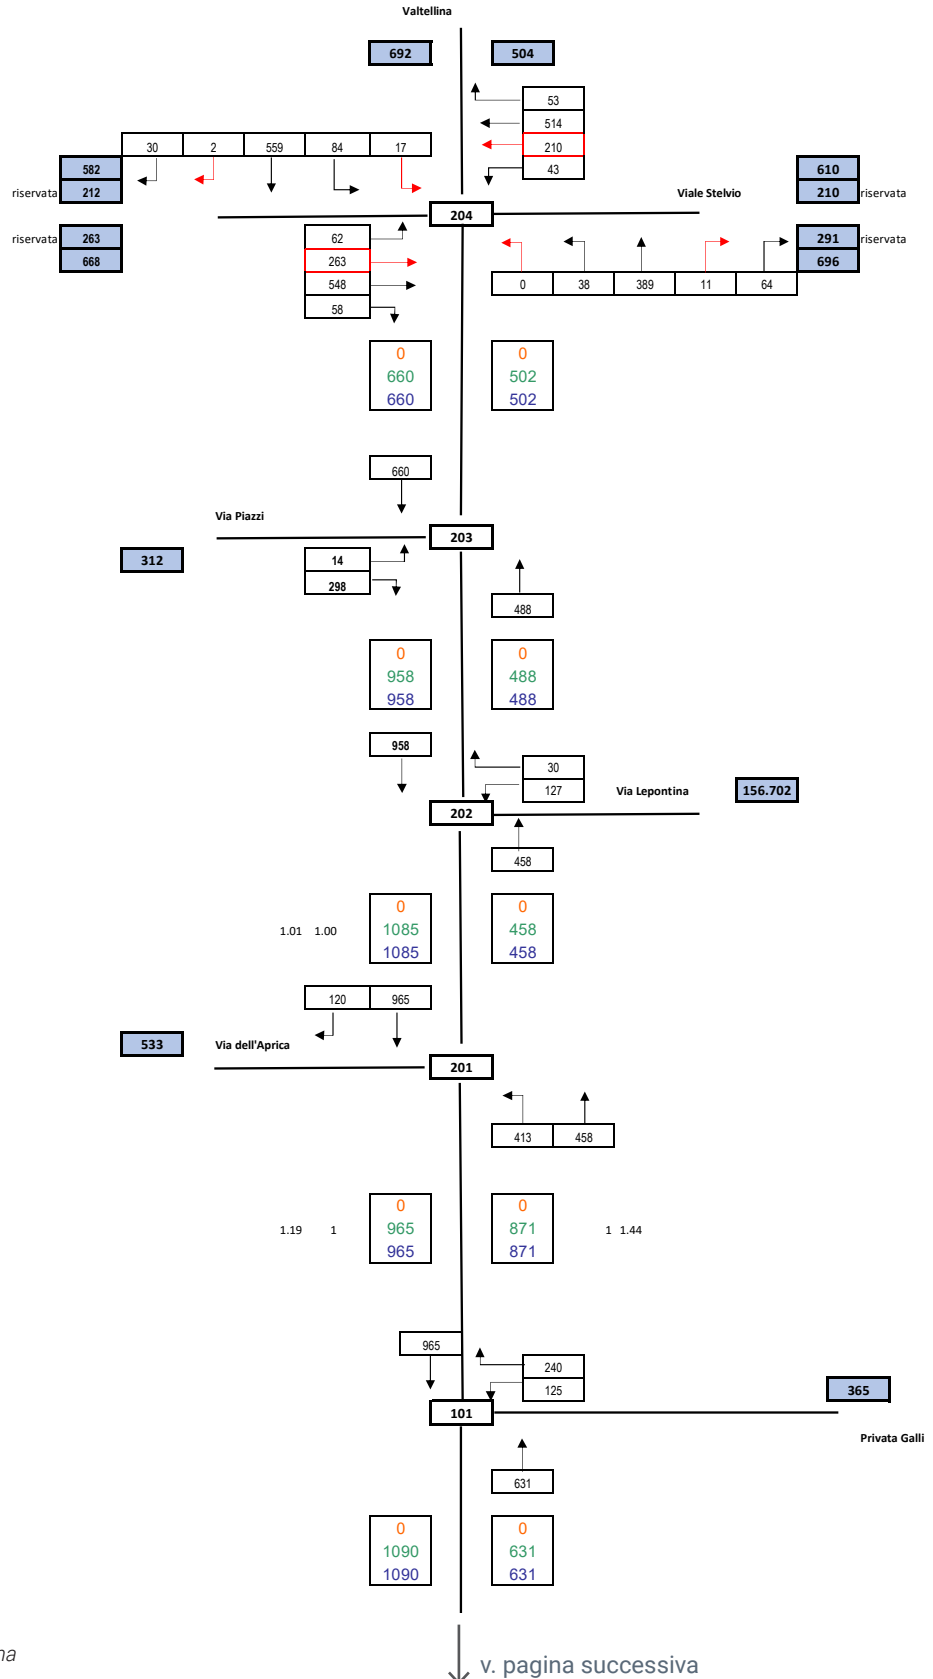 Valtellina
692 504
53
514
30 2 559 84 17 210
582 43 610
riservata 212 Viale Stelvio 210 riservata
204
riservata 263 62 291 riservata
668 263 696
548 0 38 389 11 64
58
0 0
660 502
660 502
660
Via Piazzi
203
312 14
298
488
0 0
958 488
958 488
958
30
127 Via Lepontina 156.702
202
458
0 0
1.01 1.00 1085 458
1085 458
120 965
533 Via dell'Aprica
201
413 458
0 0
1.19 1 965 871 1 1.44
965 871
965
240
125 365
101
Privata Galli
631
0 0
1090 631
1090 631
na
v. pagina successiva